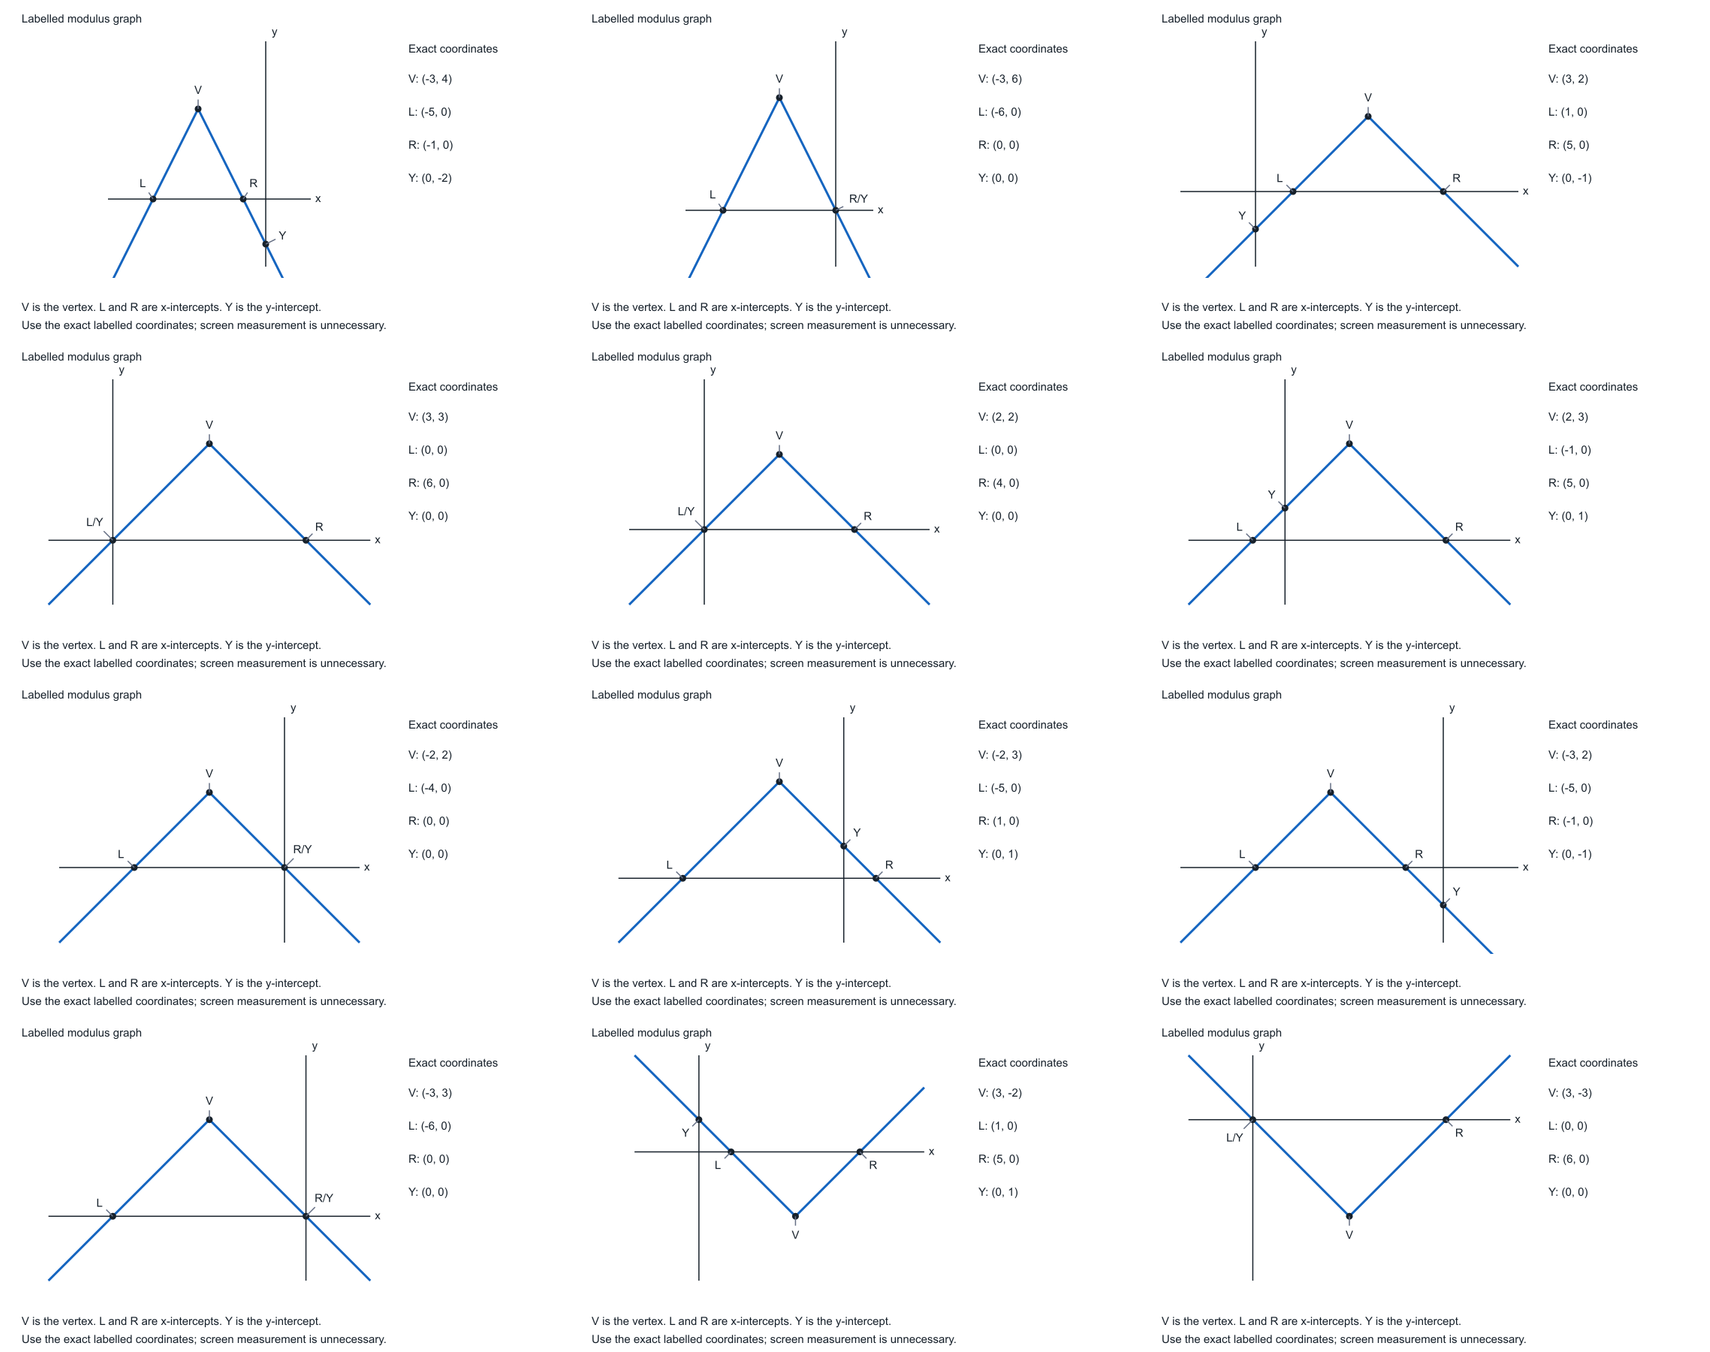 Labelled modulus graph
y
Exact coordinates
V: (-3, 4)
V
L: (-5, 0)
R: (-1, 0)
Y: (0, -2)
L
R
x
Y
V is the vertex. L and R are x-intercepts. Y is the y-intercept.
Use the exact labelled coordinates; screen measurement is unnecessary.
Labelled modulus graph
y
Exact coordinates
V: (-3, 6)
V
L: (-6, 0)
R: (0, 0)
Y: (0, 0)
L
R/Y
x
V is the vertex. L and R are x-intercepts. Y is the y-intercept.
Use the exact labelled coordinates; screen measurement is unnecessary.
Labelled modulus graph
y
Exact coordinates
V: (3, 2)
V
L: (1, 0)
R: (5, 0)
Y: (0, -1)
L
R
x
Y
V is the vertex. L and R are x-intercepts. Y is the y-intercept.
Use the exact labelled coordinates; screen measurement is unnecessary.
Labelled modulus graph
y
Exact coordinates
V: (3, 3)
V
L: (0, 0)
R: (6, 0)
Y: (0, 0)
L/Y
R
x
V is the vertex. L and R are x-intercepts. Y is the y-intercept.
Use the exact labelled coordinates; screen measurement is unnecessary.
Labelled modulus graph
y
Exact coordinates
V: (2, 2)
V
L: (0, 0)
R: (4, 0)
Y: (0, 0)
L/Y
R
x
V is the vertex. L and R are x-intercepts. Y is the y-intercept.
Use the exact labelled coordinates; screen measurement is unnecessary.
Labelled modulus graph
y
Exact coordinates
V: (2, 3)
V
L: (-1, 0)
R: (5, 0)
Y: (0, 1)
Y
L
R
x
V is the vertex. L and R are x-intercepts. Y is the y-intercept.
Use the exact labelled coordinates; screen measurement is unnecessary.
Labelled modulus graph
y
Exact coordinates
V: (-2, 2)
V
L: (-4, 0)
R: (0, 0)
Y: (0, 0)
L
R/Y
x
V is the vertex. L and R are x-intercepts. Y is the y-intercept.
Use the exact labelled coordinates; screen measurement is unnecessary.
Labelled modulus graph
y
Exact coordinates
V: (-2, 3)
V
L: (-5, 0)
R: (1, 0)
Y: (0, 1)
Y
L
R
x
V is the vertex. L and R are x-intercepts. Y is the y-intercept.
Use the exact labelled coordinates; screen measurement is unnecessary.
Labelled modulus graph
y
Exact coordinates
V: (-3, 2)
V
L: (-5, 0)
R: (-1, 0)
Y: (0, -1)
L
R
x
Y
V is the vertex. L and R are x-intercepts. Y is the y-intercept.
Use the exact labelled coordinates; screen measurement is unnecessary.
Labelled modulus graph
y
Exact coordinates
V: (-3, 3)
V
L: (-6, 0)
R: (0, 0)
Y: (0, 0)
L
R/Y
x
V is the vertex. L and R are x-intercepts. Y is the y-intercept.
Use the exact labelled coordinates; screen measurement is unnecessary.
Labelled modulus graph
y
Exact coordinates
V: (3, -2)
L: (1, 0)
R: (5, 0)
Y: (0, 1)
Y
x
L
R
V
V is the vertex. L and R are x-intercepts. Y is the y-intercept.
Use the exact labelled coordinates; screen measurement is unnecessary.
Labelled modulus graph
y
Exact coordinates
V: (3, -3)
L: (0, 0)
R: (6, 0)
Y: (0, 0)
x
L/Y
R
V
V is the vertex. L and R are x-intercepts. Y is the y-intercept.
Use the exact labelled coordinates; screen measurement is unnecessary.